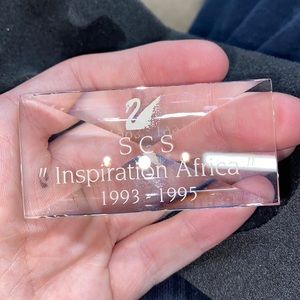 SCS
" Inspiration Africa "
1993 - 1995